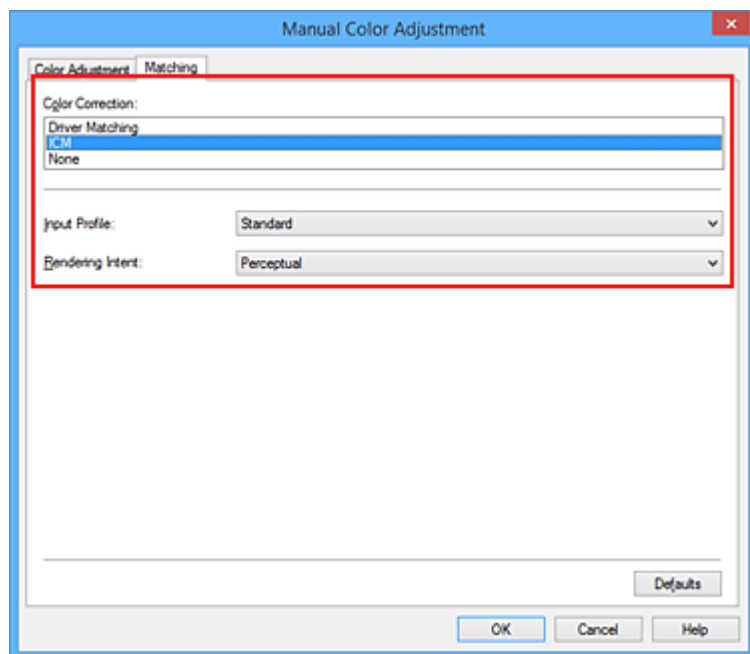 Manual Color Adjustment
Color Adjustment Matching
Color Correction:
Driver Matching
ICM
None
Input Profile: Standard
Rendering Intent: Perceptual
Defaults
OK Cancel Help